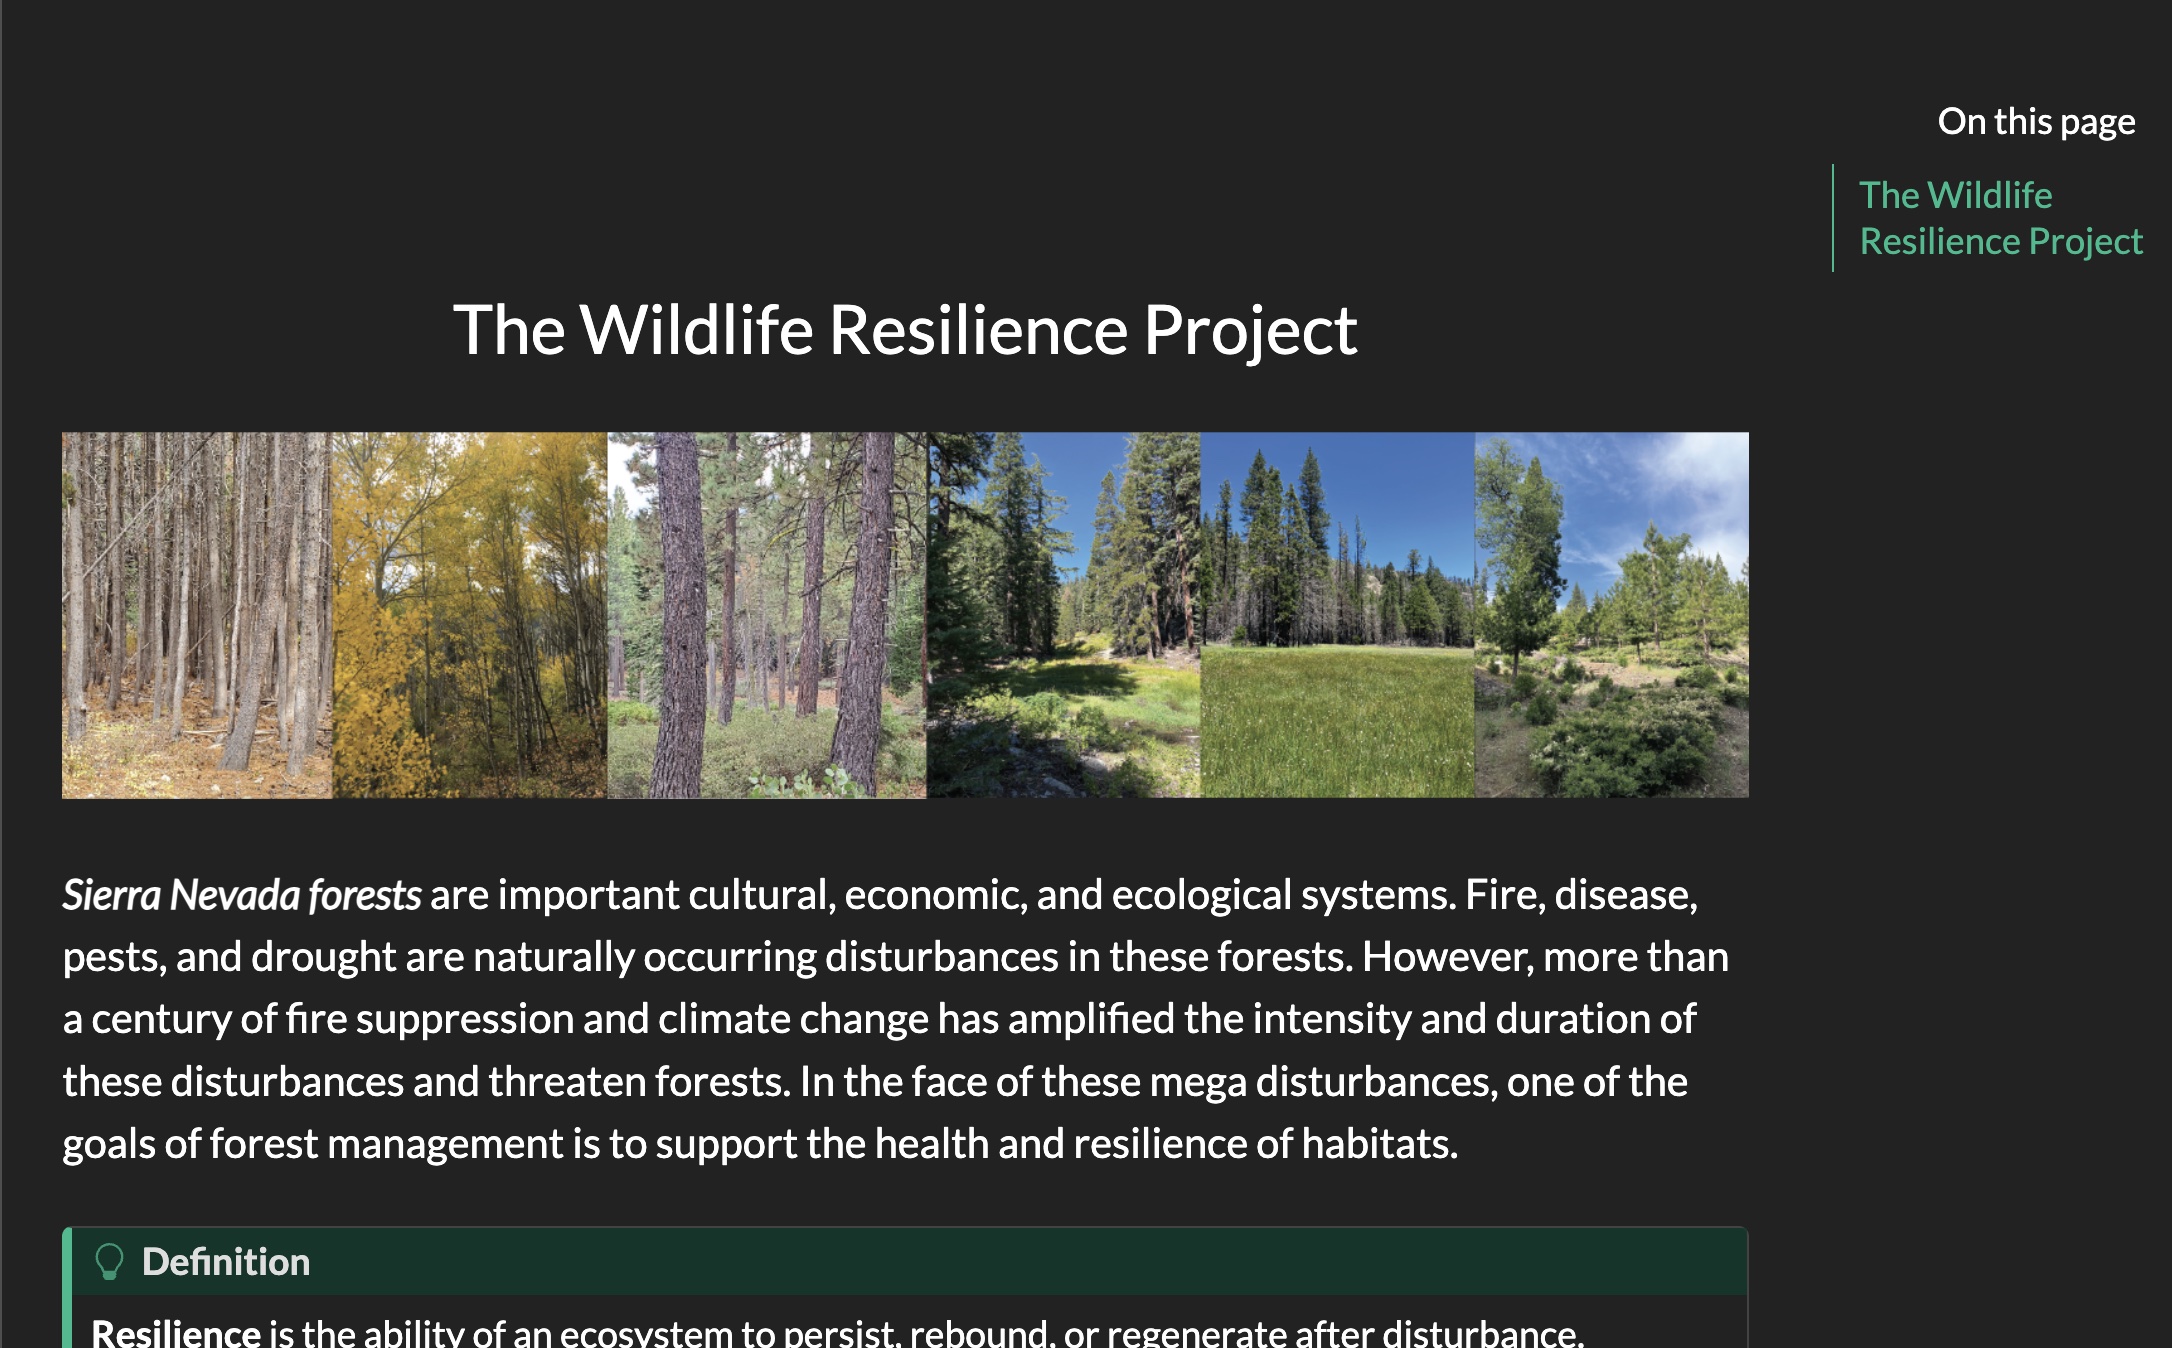 On this page
The Wildlife
Resilience Project
The Wildlife Resilience Project
Sierra Nevada forests are important cultural, economic, and ecological systems. Fire, disease,
pests, and drought are naturally occurring disturbances in these forests. However, more than
a century of fire suppression and climate change has amplified the intensity and duration of
these disturbances and threaten forests. In the face of these mega disturbances, one of the
goals of forest management is to support the health and resilience of habitats.
Definition
Resilience is the ability of an ecosystem to persist, rebound, or regenerate after disturbance.